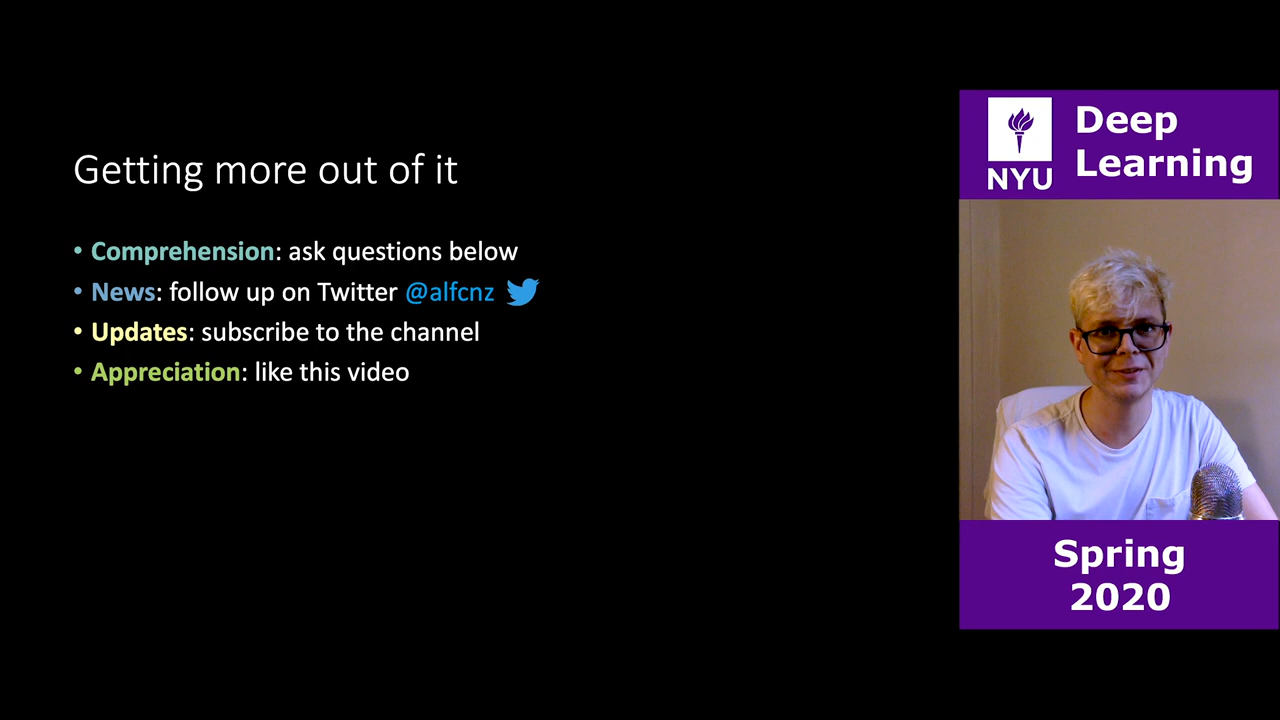 Getting more out of it
• Comprehension: ask questions below
• News: follow up on Twitter @alfcnz
• Updates: subscribe to the channel
• Appreciation: like this video
NYU
Deep
Learning
Spring
2020